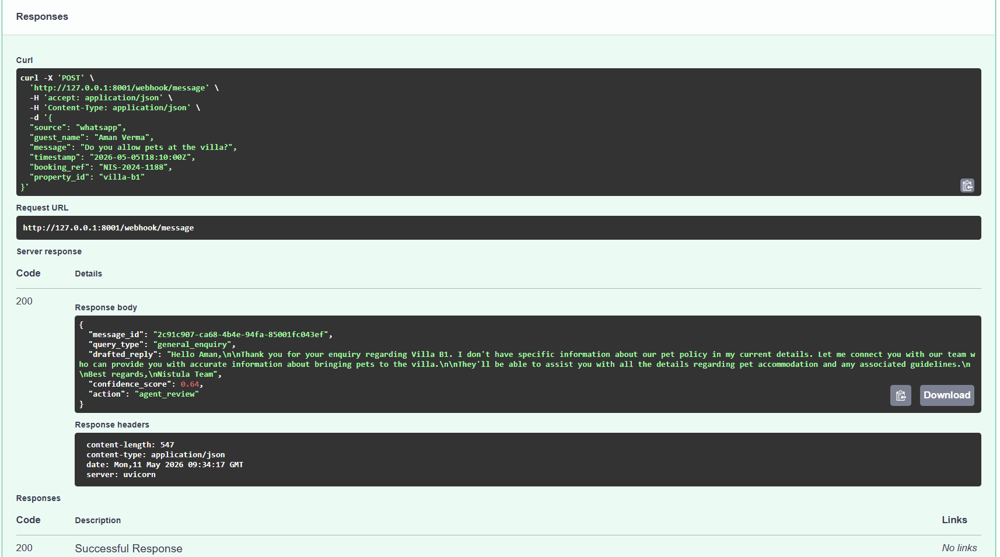 Responses
Curl
curl -X 'POST' \
  'http://127.0.0.1:8001/webhook/message' \
  -H 'accept: application/json' \
  -H 'Content-Type: application/json' \
  -d '{
  "source": "whatsapp",
  "guest_name": "Aman Verma",
  "message": "Do you allow pets at the villa?",
  "timestamp": "2026-05-05T18:10:00Z",
  "booking_ref": "NIS-2024-1188",
  "property_id": "villa-b1"
}'
Request URL
http://127.0.0.1:8001/webhook/message
Server response
Code Details
200
Response body
{
  "message_id": "2c91c907-ca68-4b4e-94fa-85001fc043ef",
  "query_type": "general_enquiry",
  "drafted_reply": "Hello Aman,\n\nThank you for your enquiry regarding Villa B1. I don't have specific information about our pet policy in my current details. Let me connect you with our team w
ho can provide you with accurate information about bringing pets to the villa.\n\nThey'll be able to assist you with all the details regarding pet accommodation and any associated guidelines.\n
\nBest regards,\nNistula Team",
  "confidence_score": 0.64,
  "action": "agent_review"
}
Download
Response headers
content-length: 547
content-type: application/json
date: Mon,11 May 2026 09:34:17 GMT
server: uvicorn
Responses
Code Description Links
200 Successful Response No links